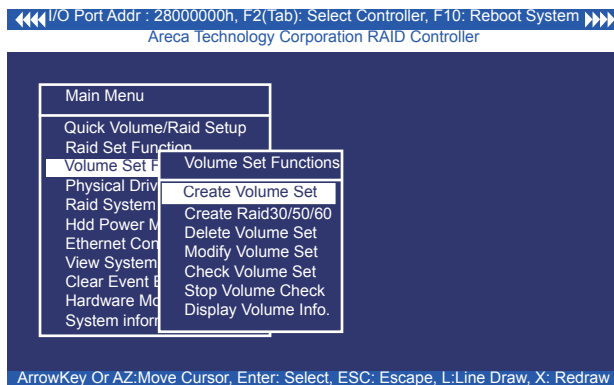 I/O Port Addr : 28000000h, F2(Tab): Select Controller, F10: Reboot System
Areca Technology Corporation RAID Controller
Main Menu
Quick Volume/Raid Setup
Raid Set Function
Volume Set F
Physical Driv
Raid System
Hdd Power M
Ethernet Con
View System
Clear Event B
Hardware Mo
System inforr
Volume Set Functions
Create Volume Set
Create Raid30/50/60
Delete Volume Set
Modify Volume Set
Check Volume Set
Stop Volume Check
Display Volume Info.
ArrowKey Or AZ:Move Cursor, Enter: Select, ESC: Escape, L:Line Draw, X: Redraw